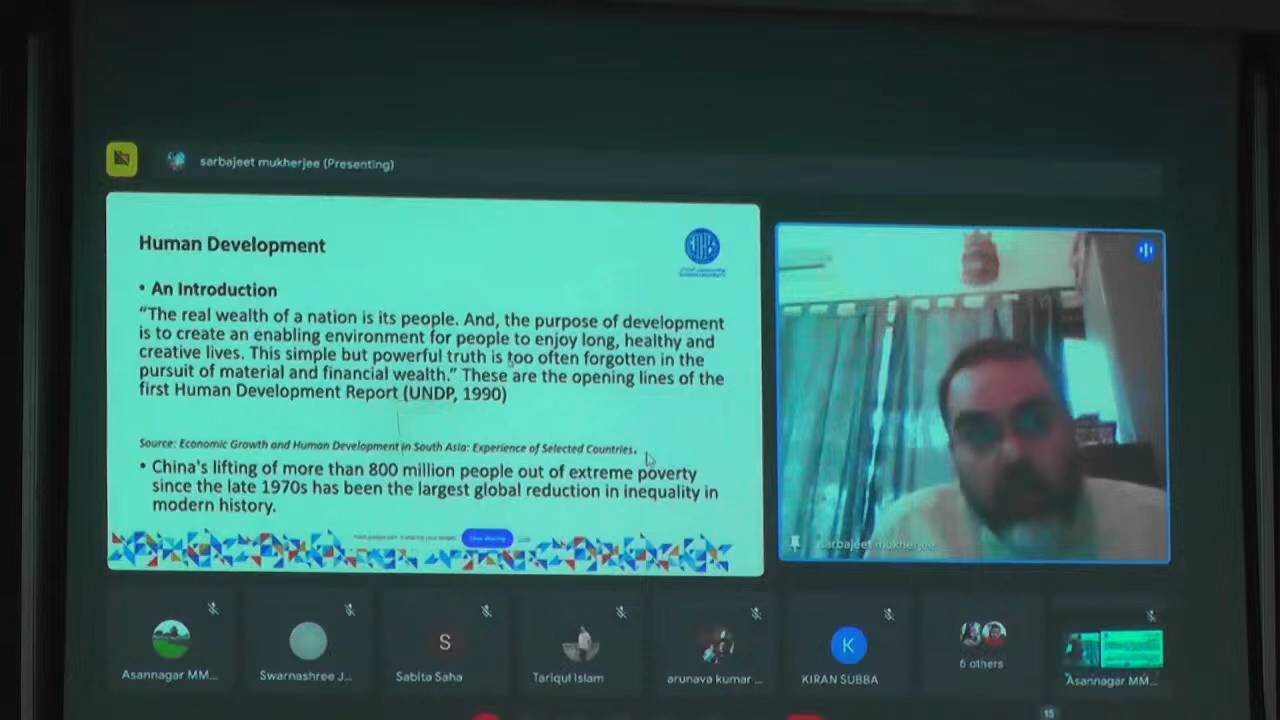 sarbajeet mukherjee (Presenting)
Human Development
• An Introduction
“The real wealth of a nation is its people. And, the purpose of development
is to create an enabling environment for people to enjoy long, healthy and
creative lives. This simple but powerful truth is too often forgotten in the
pursuit of material and financial wealth.” These are the opening lines of the
first Human Development Report (UNDP, 1990)
Source: Economic Growth and Human Development in South Asia: Experience of Selected Countries.
• China's lifting of more than 800 million people out of extreme poverty
since the late 1970s has been the largest global reduction in inequality in
modern history.
sarbajeet mukherjee
Asannagar MM...
Swarnashree J...
S
Sabita Saha
Tariqul Islam
arunava kumar ...
K
KIRAN SUBBA
6 others
Asannagar MM...
15